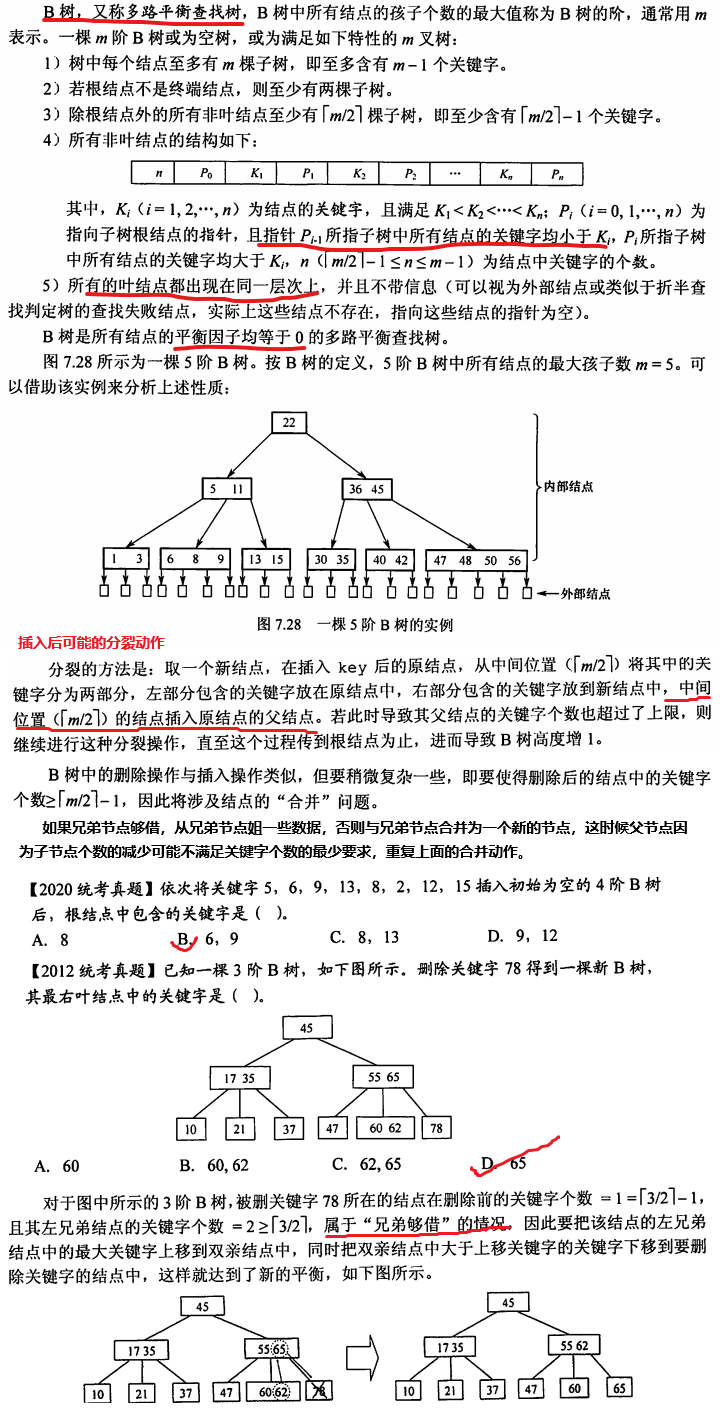 B 树，又称多路平衡查找树，B 树中所有结点的孩子个数的最大值称为 B 树的阶，通常用 m
表示。一棵 m 阶 B 树或为空树，或为满足如下特性的 m 叉树：
1）树中每个结点至多有 m 棵子树，即至多含有 m－1 个关键字。
2）若根结点不是终端结点，则至少有两棵子树。
3）除根结点外的所有非叶结点至少有⌈m/2⌉棵子树，即至少含有⌈m/2⌉－1 个关键字。
4）所有非叶结点的结构如下：
n P₀ K₁ P₁ K₂ P₂ … Kₙ Pₙ
其中，Kᵢ（i = 1, 2,…, n）为结点的关键字，且满足 K₁ < K₂ <…< Kₙ；Pᵢ（i = 0, 1,…, n）为
指向子树根结点的指针，且指针 Pᵢ₋₁所指子树中所有结点的关键字均小于 Kᵢ，Pᵢ所指子树
中所有结点的关键字均大于 Kᵢ，n（⌈m/2⌉－1 ≤ n ≤ m－1）为结点中关键字的个数。
5）所有的叶结点都出现在同一层次上，并且不带信息（可以视为外部结点或类似于折半查
找判定树的查找失败结点，实际上这些结点不存在，指向这些结点的指针为空）。
B 树是所有结点的平衡因子均等于 0 的多路平衡查找树。
图 7.28 所示为一棵 5 阶 B 树。按 B 树的定义，5 阶 B 树中所有结点的最大孩子数 m = 5。可
以借助该实例来分析上述性质：
22
5 11 36 45
内部结点
1 3 6 8 9 13 15 30 35 40 42 47 48 50 56
外部结点
图 7.28 一棵 5 阶 B 树的实例
插入后可能的分裂动作
分裂的方法是：取一个新结点，在插入 key 后的原结点，从中间位置（⌈m/2⌉）将其中的关
键字分为两部分，左部分包含的关键字放在原结点中，右部分包含的关键字放到新结点中，中间
位置（⌈m/2⌉）的结点插入原结点的父结点。若此时导致其父结点的关键字个数也超过了上限，则
继续进行这种分裂操作，直至这个过程传到根结点为止，进而导致 B 树高度增 1。
B 树中的删除操作与插入操作类似，但要稍微复杂一些，即要使得删除后的结点中的关键字
个数≥⌈m/2⌉－1，因此将涉及结点的“合并”问题。
如果兄弟节点够借，从兄弟节点姐一些数据，否则与兄弟节点合并为一个新的节点，这时候父节点因
为子节点个数的减少可能不满足关键字个数的最少要求，重复上面的合并动作。
【2020 统考真题】依次将关键字 5，6，9，13，8，2，12，15 插入初始为空的 4 阶 B 树
后，根结点中包含的关键字是（ ）。
A. 8 B. 6，9 C. 8，13 D. 9，12
【2012 统考真题】已知一棵 3 阶 B 树，如下图所示。删除关键字 78 得到一棵新 B 树，
其最右叶结点中的关键字是（ ）。
45
17 35 55 65
10 21 37 47 60 62 78
A. 60 B. 60, 62 C. 62, 65 D. 65
对于图中所示的 3 阶 B 树，被删关键字 78 所在的结点在删除前的关键字个数 = 1 =⌈3/2⌉－1，
且其左兄弟结点的关键字个数 = 2 ≥⌈3/2⌉，属于“兄弟够借”的情况，因此要把该结点的左兄弟
结点中的最大关键字上移到双亲结点中，同时把双亲结点中大于上移关键字的关键字下移到要删
除关键字的结点中，这样就达到了新的平衡，如下图所示。
45 45
17 35 55 65 17 35 55 62
10 21 37 47 60 62 78 10 21 37 47 60 65